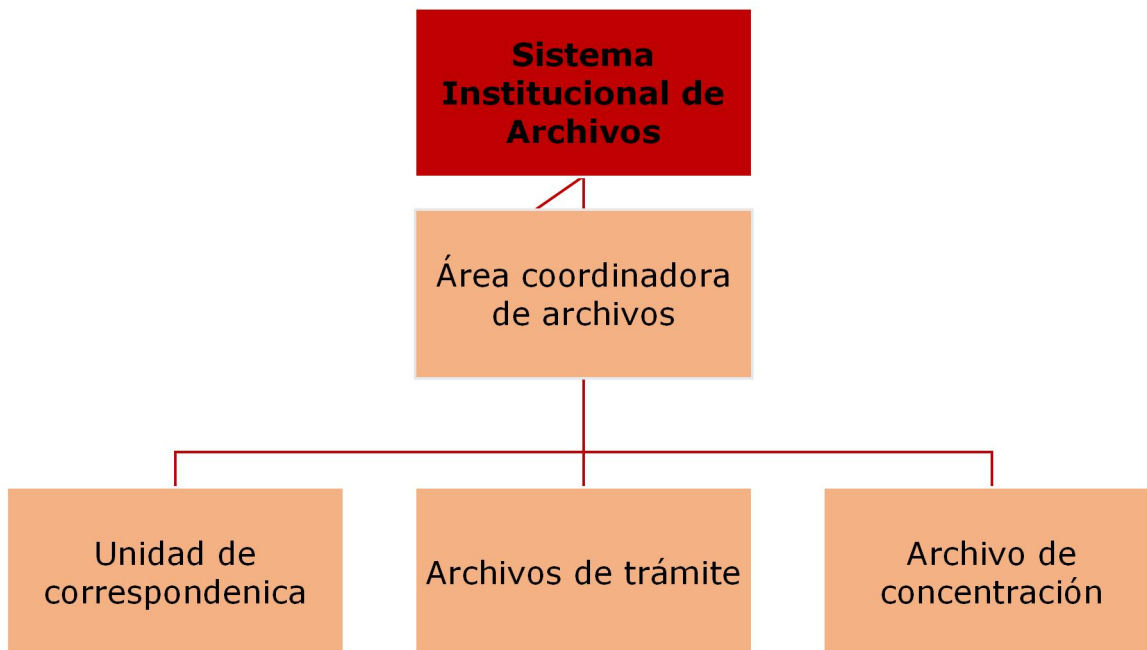 Sistema
Institucional de
Archivos
Área coordinadora
de archivos
Unidad de
correspondenica
Archivos de trámite
Archivo de
concentración